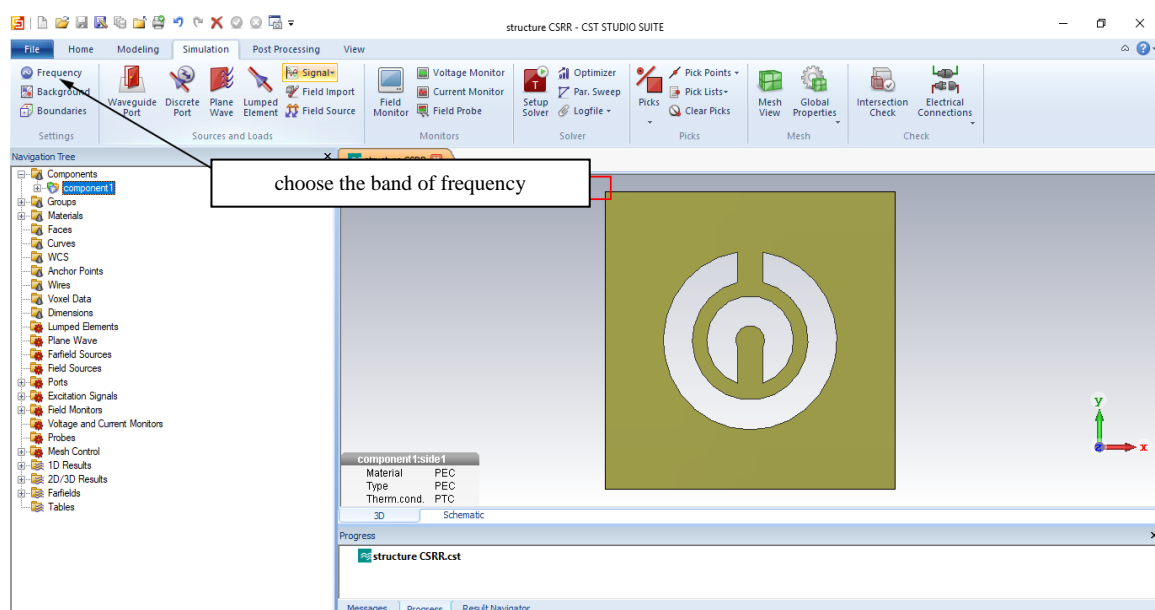 structure CSRR - CST STUDIO SUITE
File Home Modeling Simulation Post Processing View
Frequency
Background
Boundaries
Settings
Waveguide Port
Discrete Port
Plane Wave
Lumped Element
Signal
Field Import
Field Source
Sources and Loads
Field Monitor
Voltage Monitor
Current Monitor
Field Probe
Monitors
Setup Solver
Optimizer
Par. Sweep
Logfile
Solver
Picks
Pick Points
Pick Lists
Clear Picks
Picks
Mesh View
Global Properties
Mesh
Intersection Check
Electrical Connections
Check
Navigation Tree
structure CSRR
choose the band of frequency
Components
component1
Groups
Materials
Faces
Curves
WCS
Anchor Points
Wires
Voxel Data
Dimensions
Lumped Elements
Plane Wave
Farfield Sources
Field Sources
Ports
Excitation Signals
Field Monitors
Voltage and Current Monitors
Probes
Mesh Control
1D Results
2D/3D Results
Farfields
Tables
y
x
z
component1:side1
Material PEC
Type PEC
Therm.cond. PTC
3D Schematic
Progress
structure CSRR.cst
Messages Progress Result Navigator